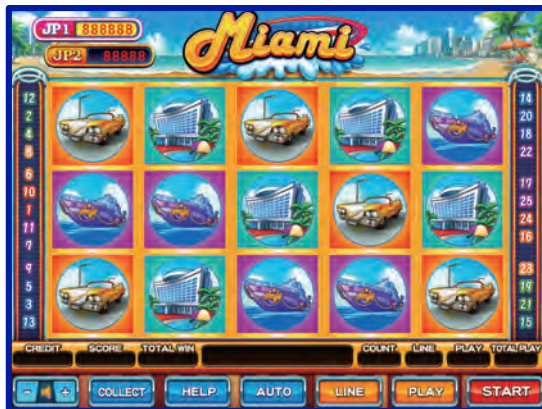 JP1 888888
Miami
JP2 88888
12 14
2 20
4 18
8 22
6
10 17
1 25
11 24
7 16
9 23
5 19
3 21
13 15
CREDIT SCORE TOTAL WIN COUNT LINE PLAY TOTAL PLAY
- + COLLECT HELP AUTO LINE PLAY START